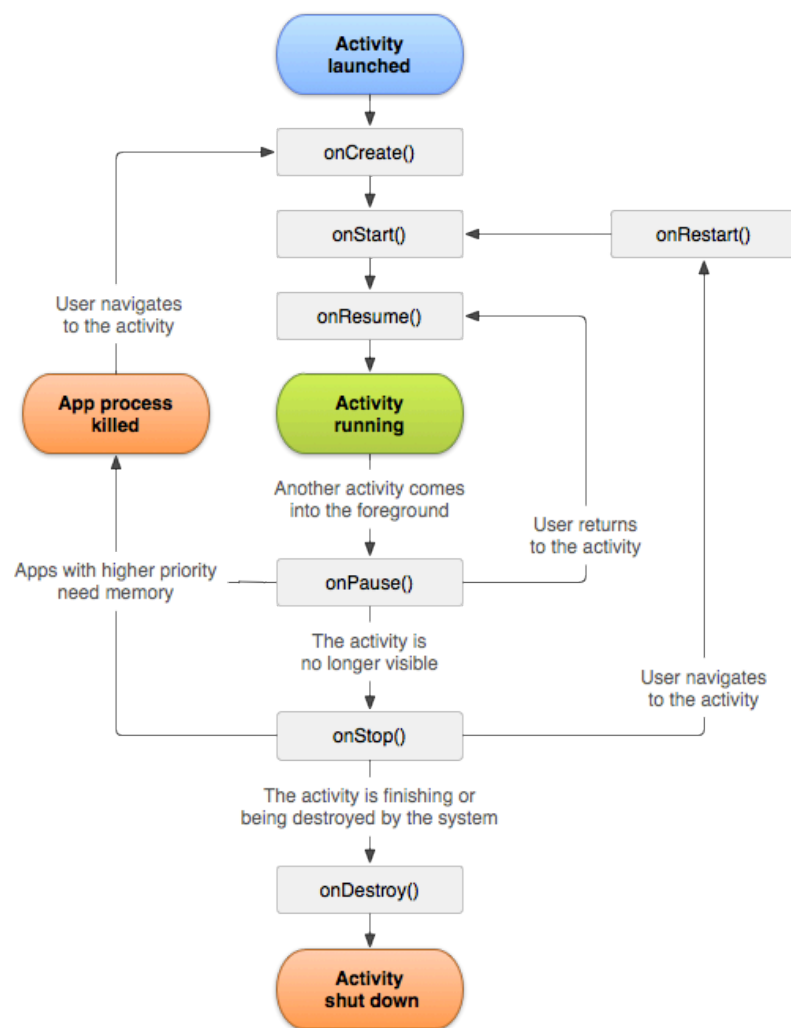 Activity
launched
onCreate()
onStart()
onRestart()
User navigates
to the activity
onResume()
App process
killed
Activity
running
Another activity comes
into the foreground
User returns
to the activity
Apps with higher priority
need memory
onPause()
The activity is
no longer visible
User navigates
to the activity
onStop()
The activity is finishing or
being destroyed by the system
onDestroy()
Activity
shut down